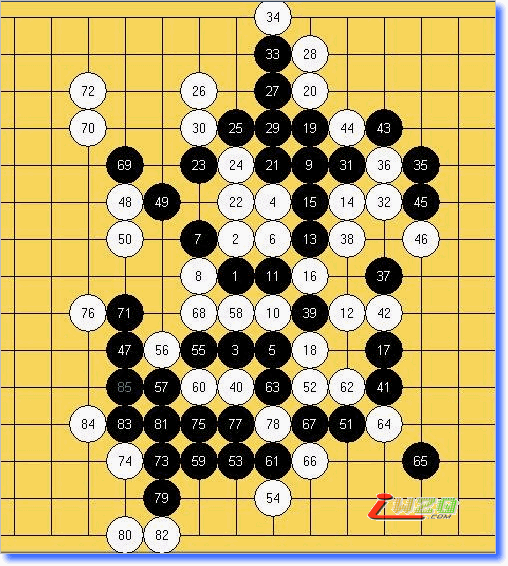 34
33 28
72 26 27 20
70 30 25 29 19 44 43
69 23 24 21 9 31 36 35
48 49 22 4 15 14 32 45
50 7 2 6 13 38 46
8 1 11 16 37
76 71 68 58 10 39 12 42
47 56 55 3 5 18 17
85 57 60 40 63 52 62 41
84 83 81 75 77 78 67 51 64
74 73 59 53 61 66 65
79 54
iWZQ
.COM
80 82